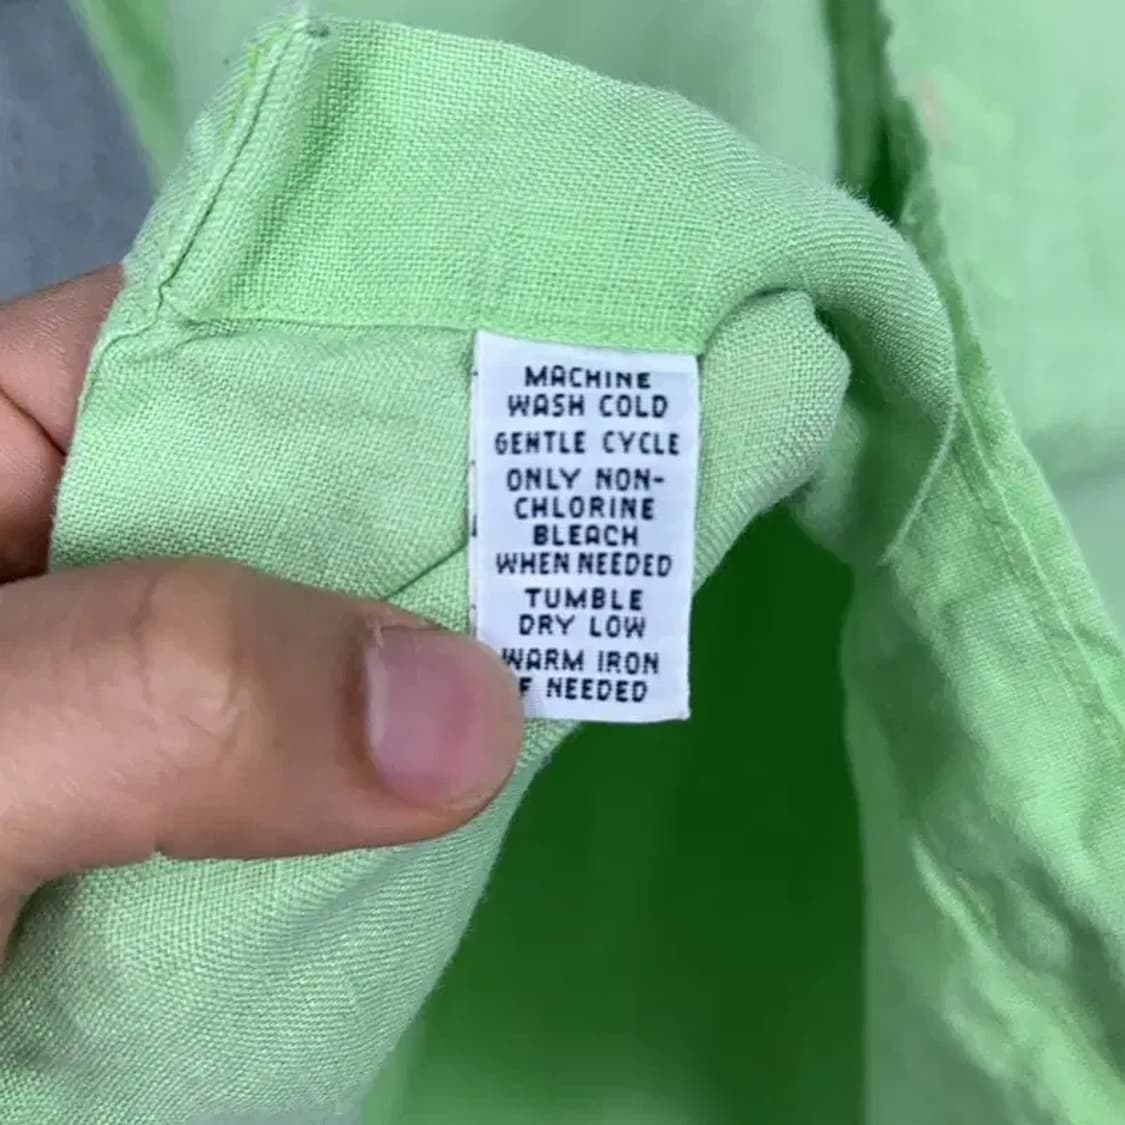 MACHINE
WASH COLD
GENTLE CYCLE
ONLY NON-
CHLORINE
BLEACH
WHEN NEEDED
TUMBLE
DRY LOW
WARM IRON
F NEEDED